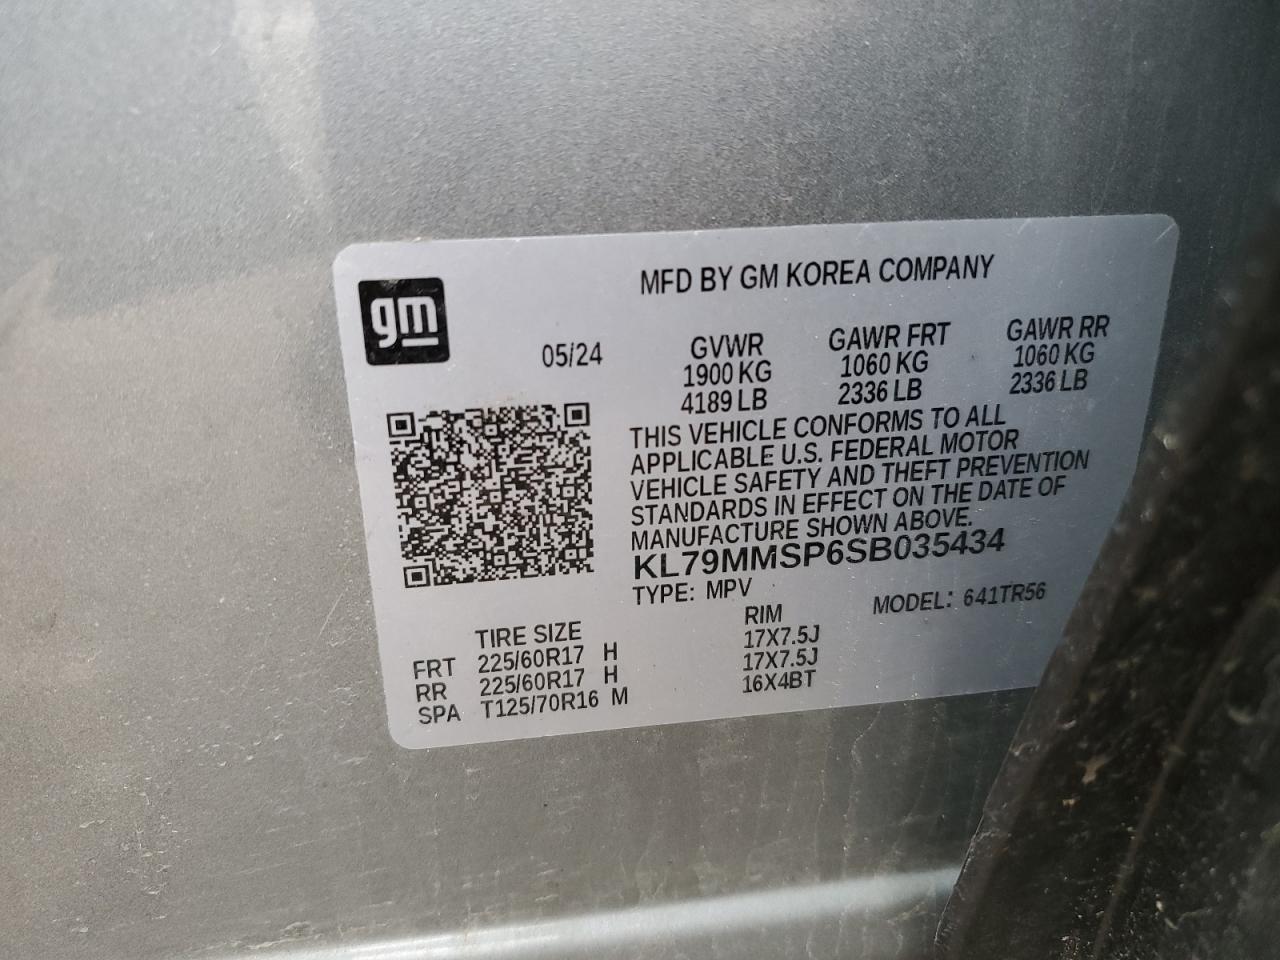 gm
MFD BY GM KOREA COMPANY
05/24
GVWR GAWR FRT GAWR RR
1900 KG 1060 KG 1060 KG
4189 LB 2336 LB 2336 LB
THIS VEHICLE CONFORMS TO ALL
APPLICABLE U.S. FEDERAL MOTOR
VEHICLE SAFETY AND THEFT PREVENTION
STANDARDS IN EFFECT ON THE DATE OF
MANUFACTURE SHOWN ABOVE.
KL79MMSP6SB035434
TYPE: MPV
MODEL: 641TR56
TIRE SIZE RIM
FRT 225/60R17 H 17X7.5J
RR 225/60R17 H 17X7.5J
SPA T125/70R16 M 16X4BT